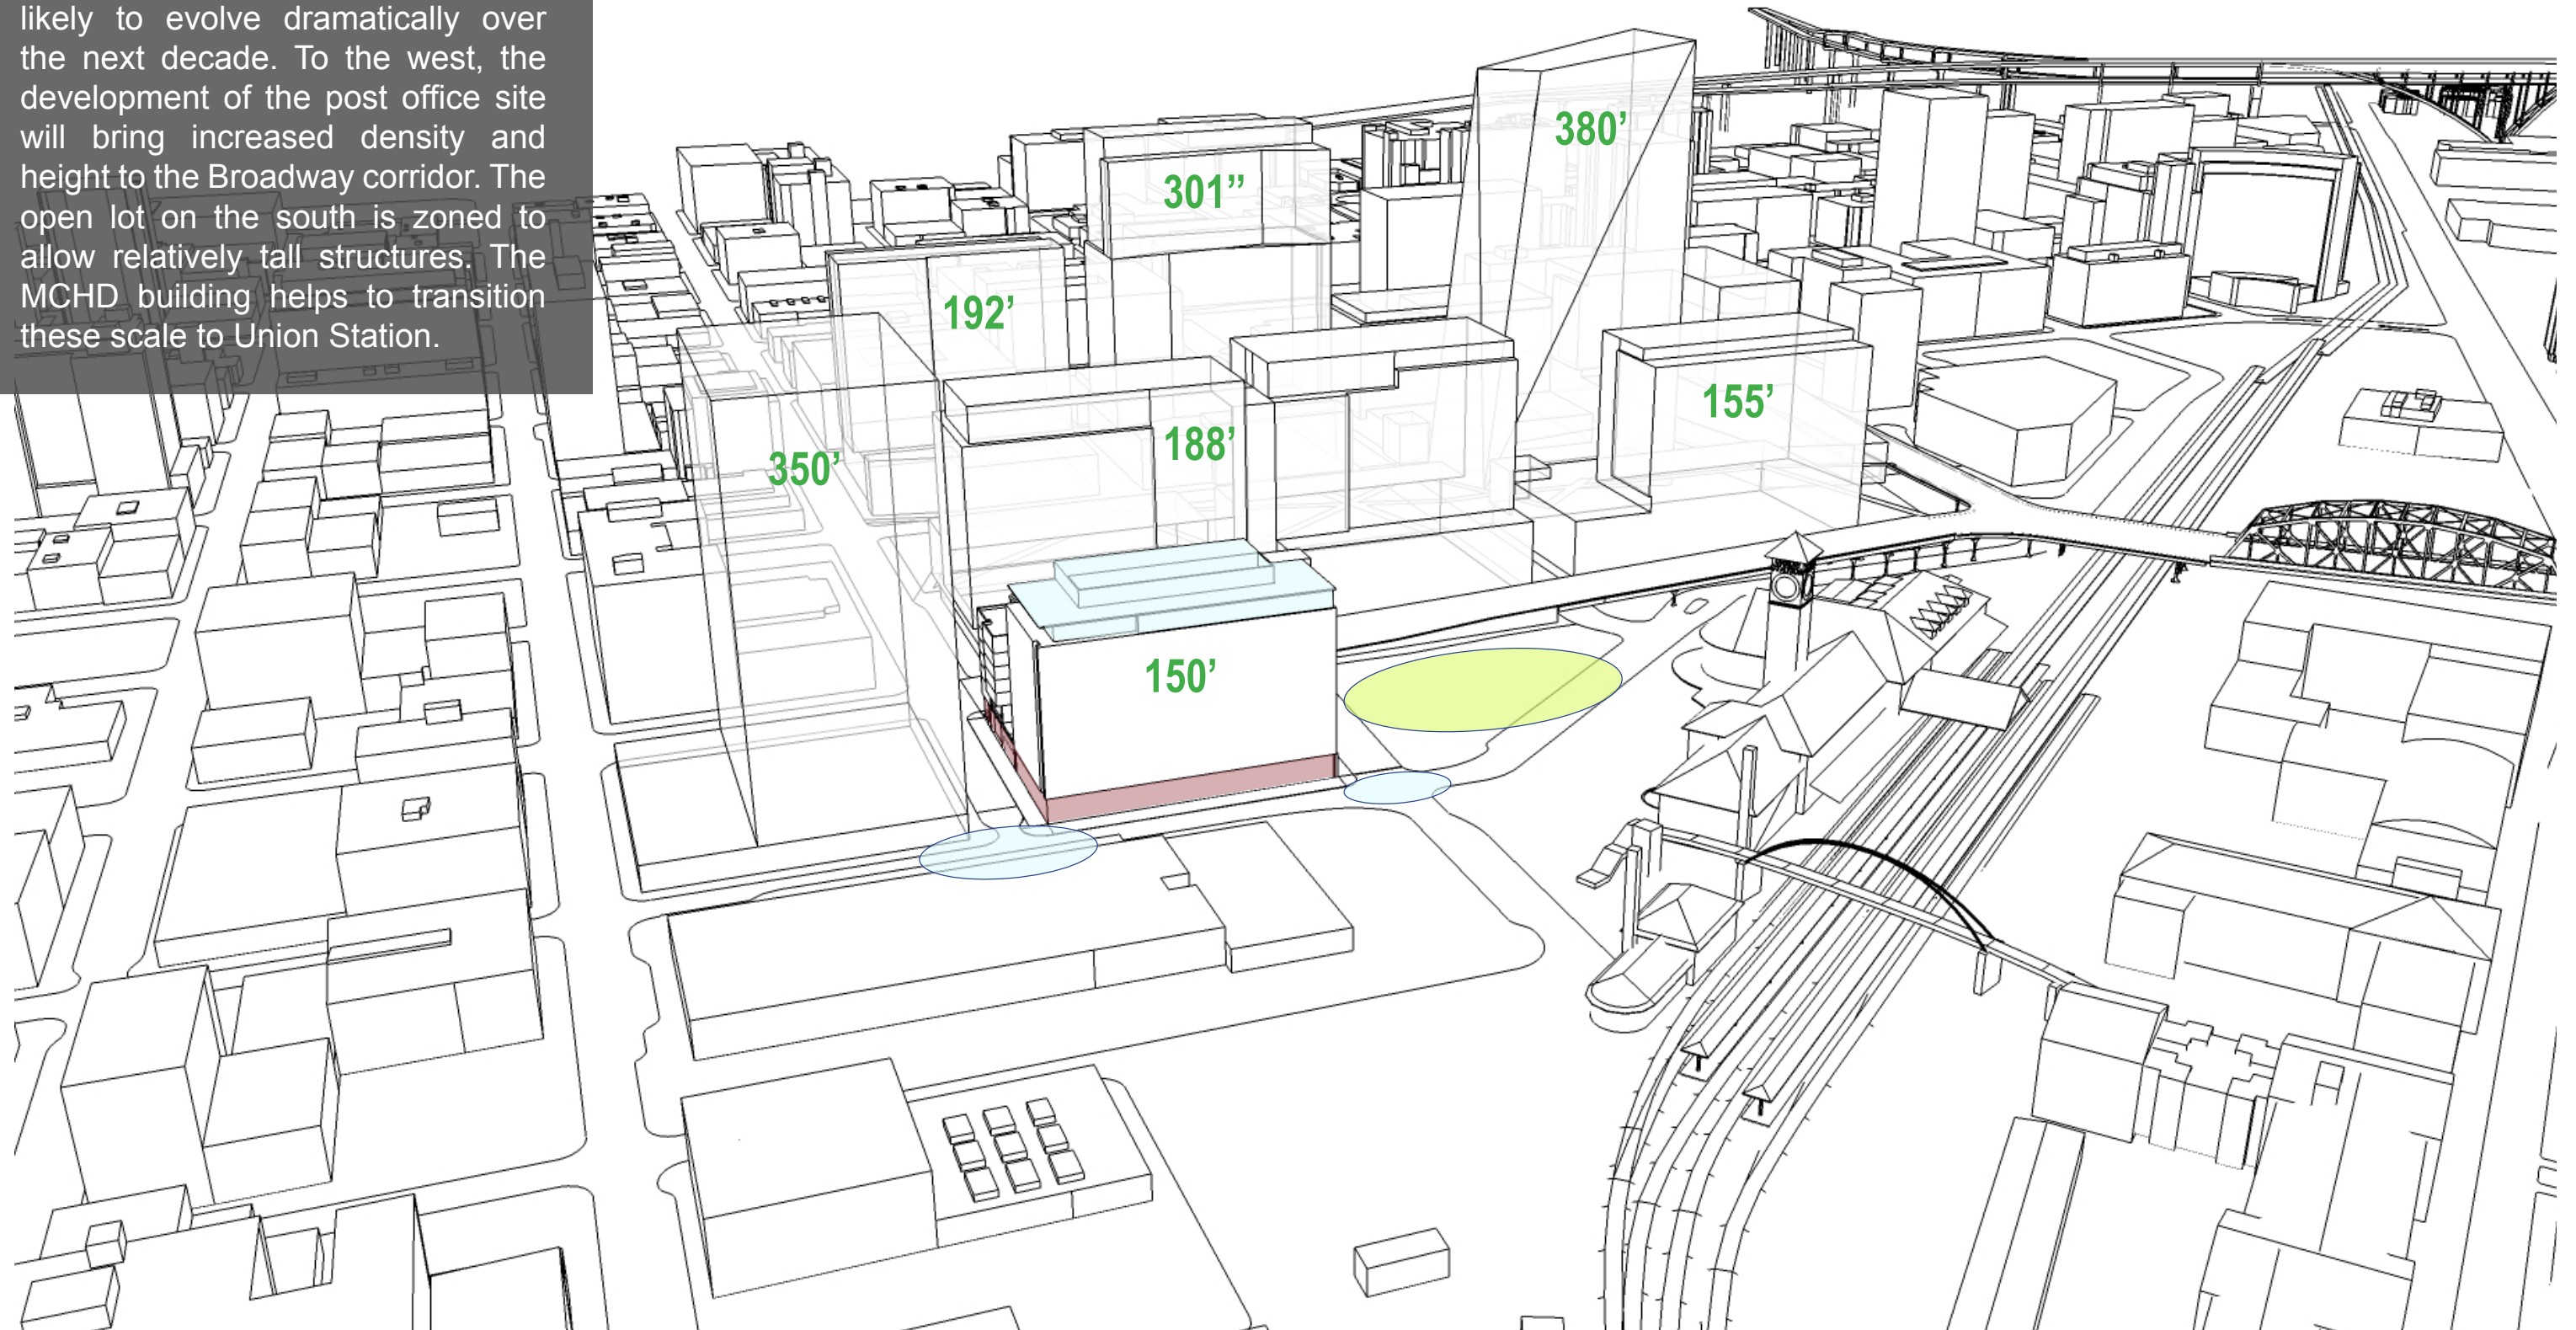 likely to evolve dramatically over
the next decade. To the west, the
development of the post office site
will bring increased density and
height to the Broadway corridor. The
open lot on the south is zoned to
allow relatively tall structures. The
MCHD building helps to transition
these scale to Union Station.
380’
301’’
192’
155’
188’
350’
150’